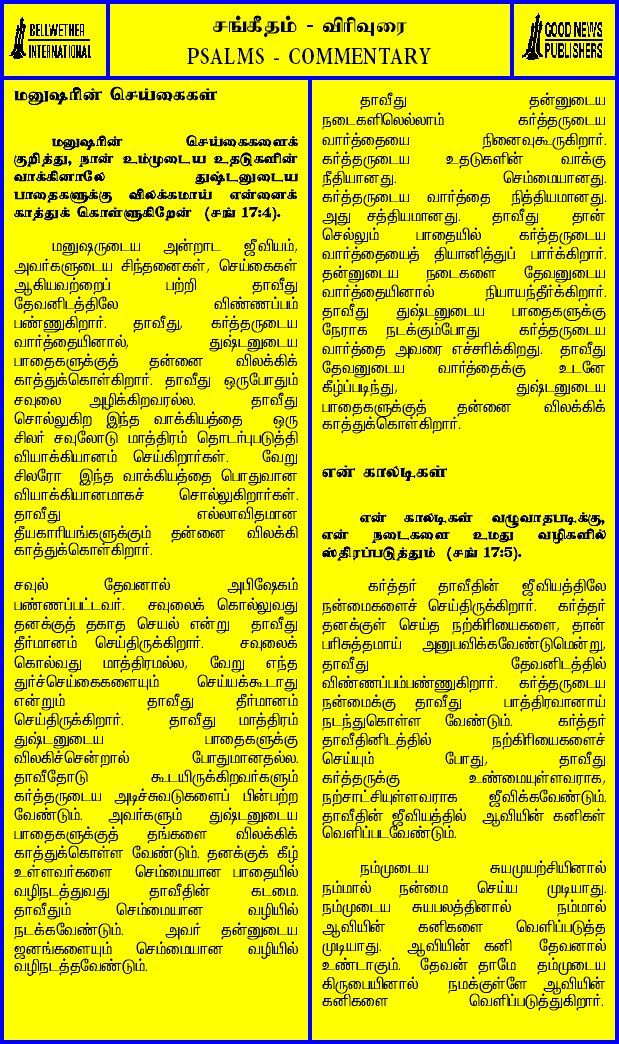 BELLWETHER
INTERNATIONAL
சங்கீதம் - விரிவுரை
PSALMS - COMMENTARY
GOOD NEWS
PUBLISHERS
மனுஷரின் செய்கைகள்
மனுஷரின் செய்கைகளைக்
குறித்து, நான் உம்முடைய உதடுகளின்
வாக்கினாலே துஷ்டனுடைய
பாதைகளுக்கு விலக்கமாய் என்னைக்
காத்துக் கொள்ளுகிறேன் (சங் 17:4).
மனுஷருடைய அன்றாட ஜீவியம்,
அவர்களுடைய சிந்தனைகள், செய்கைகள்
ஆகியவற்றைப் பற்றி தாவீது
தேவனிடத்திலே விண்ணப்பம்
பண்ணுகிறார். தாவீது, கர்த்தருடைய
வார்த்தையினால், துஷ்டனுடைய
பாதைகளுக்குத் தன்னை விலக்கிக்
காத்துக்கொள்கிறார். தாவீது ஒருபோதும்
சவுலை அழிக்கிறவரல்ல. தாவீது
சொல்லுகிற இந்த வாக்கியத்தை ஒரு
சிலர் சவுலோடு மாத்திரம் தொடர்புபடுத்தி
வியாக்கியானம் செய்கிறார்கள். வேறு
சிலரோ இந்த வாக்கியத்தை பொதுவான
வியாக்கியானமாகச் சொல்லுகிறார்கள்.
தாவீது எல்லாவிதமான
தீயகாரியங்களுக்கும் தன்னை விலக்கி
காத்துக்கொள்கிறார்.
சவுல் தேவனால் அபிஷேகம்
பண்ணப்பட்டவர். சவுலைக் கொல்லுவது
தனக்குத் தகாத செயல் என்று தாவீது
தீர்மானம் செய்திருக்கிறார். சவுலைக்
கொல்வது மாத்திரமல்ல, வேறு எந்த
துர்ச்செய்கைகளையும் செய்யக்கூடாது
என்றும் தாவீது தீர்மானம்
செய்திருக்கிறார். தாவீது மாத்திரம்
துஷ்டனுடைய பாதைகளுக்கு
விலகிச்சென்றால் போதுமானதல்ல.
தாவீதோடு கூடயிருக்கிறவர்களும்
கர்த்தருடைய அடிச்சுவடுகளைப் பின்பற்ற
வேண்டும். அவர்களும் துஷ்டனுடைய
பாதைகளுக்குத் தங்களை விலக்கிக்
காத்துக்கொள்ள வேண்டும். தனக்குக் கீழ்
உள்ளவர்களை செம்மையான பாதையில்
வழிநடத்துவது தாவீதின் கடமை.
தாவீதும் செம்மையான வழியில்
நடக்கவேண்டும். அவர் தன்னுடைய
ஜனங்களையும் செம்மையான வழியில்
வழிநடத்தவேண்டும்.
தாவீது தன்னுடைய
நடைகளிலெல்லாம் கர்த்தருடைய
வார்த்தையை நினைவுகூருகிறார்.
கர்த்தருடைய உதடுகளின் வாக்கு
நீதியானது. செம்மையானது.
கர்த்தருடைய வார்த்தை நித்தியமானது.
அது சத்தியமானது. தாவீது தான்
செல்லும் பாதையில் கர்த்தருடைய
வார்த்தையைத் தியானித்துப் பார்க்கிறார்.
தன்னுடைய நடைகளை தேவனுடைய
வார்த்தையினால் நியாயந்தீர்க்கிறார்.
தாவீது துஷ்டனுடைய பாதைகளுக்கு
நேராக நடக்கும்போது கர்த்தருடைய
வார்த்தை அவரை எச்சரிக்கிறது. தாவீது
தேவனுடைய வார்த்தைக்கு உடனே
கீழ்ப்படிந்து, துஷ்டனுடைய
பாதைகளுக்குத் தன்னை விலக்கிக்
காத்துக்கொள்கிறார்.
என் காலடிகள்
என் காலடிகள் வழுவாதபடிக்கு,
என் நடைகளை உமது வழிகளில்
ஸ்திரப்படுத்தும் (சங் 17:5).
கர்த்தர் தாவீதின் ஜீவியத்திலே
நன்மைகளைச் செய்திருக்கிறார். கர்த்தர்
தனக்குள் செய்த நற்கிரியைகளை, தான்
பரிசுத்தமாய் அனுபவிக்கவேண்டுமென்று,
தாவீது தேவனிடத்தில்
விண்ணப்பம்பண்ணுகிறார். கர்த்தருடைய
நன்மைக்கு தாவீது பாத்திரவானாய்
நடந்துகொள்ள வேண்டும். கர்த்தர்
தாவீதினிடத்தில் நற்கிரியைகளைச்
செய்யும் போது, தாவீது
கர்த்தருக்கு உண்மையுள்ளவராக,
நற்சாட்சியுள்ளவராக ஜீவிக்கவேண்டும்.
தாவீதின் ஜீவியத்தில் ஆவியின் கனிகள்
வெளிப்படவேண்டும்.
நம்முடைய சுயமுயற்சியினால்
நம்மால் நன்மை செய்ய முடியாது.
நம்முடைய சுயபலத்தினால் நம்மால்
ஆவியின் கனிகளை வெளிப்படுத்த
முடியாது. ஆவியின் கனி தேவனால்
உண்டாகும். தேவன் தாமே தம்முடைய
கிருபையினால் நமக்குள்ளே ஆவியின்
கனிகளை வெளிப்படுத்துகிறார்.